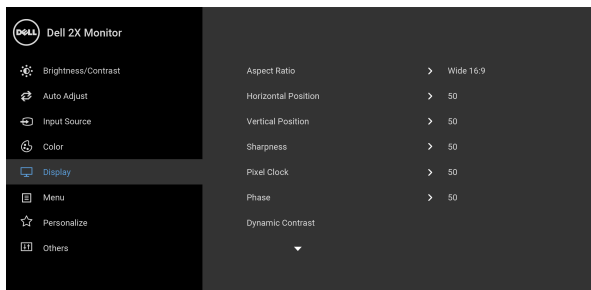 DELL Dell 2X Monitor
Brightness/Contrast
Auto Adjust
Input Source
Color
Display
Menu
Personalize
Others
Aspect Ratio Wide 16:9
Horizontal Position 50
Vertical Position 50
Sharpness 50
Pixel Clock 50
Phase 50
Dynamic Contrast